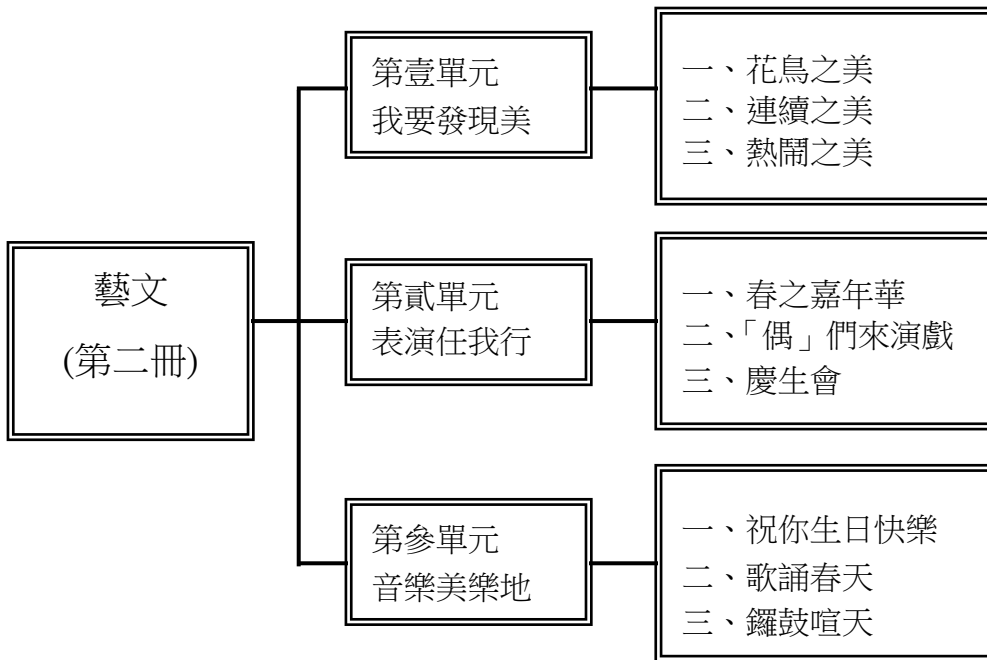 藝文
(第二冊)
第壹單元
我要發現美
一、花鳥之美
二、連續之美
三、熱鬧之美
第貳單元
表演任我行
一、春之嘉年華
二、「偶」們來演戲
三、慶生會
第參單元
音樂美樂地
一、祝你生日快樂
二、歌誦春天
三、鑼鼓喧天